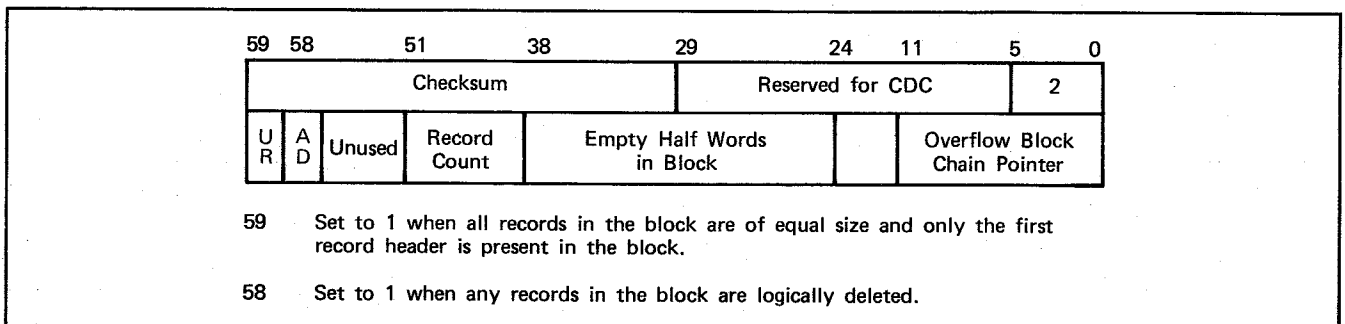 59 58 51 38 29 24 11 5 0
Checksum Reserved for CDC 2
U R A D Unused Record Count Empty Half Words in Block Overflow Block Chain Pointer
59 Set to 1 when all records in the block are of equal size and only the first
record header is present in the block.
58 Set to 1 when any records in the block are logically deleted.